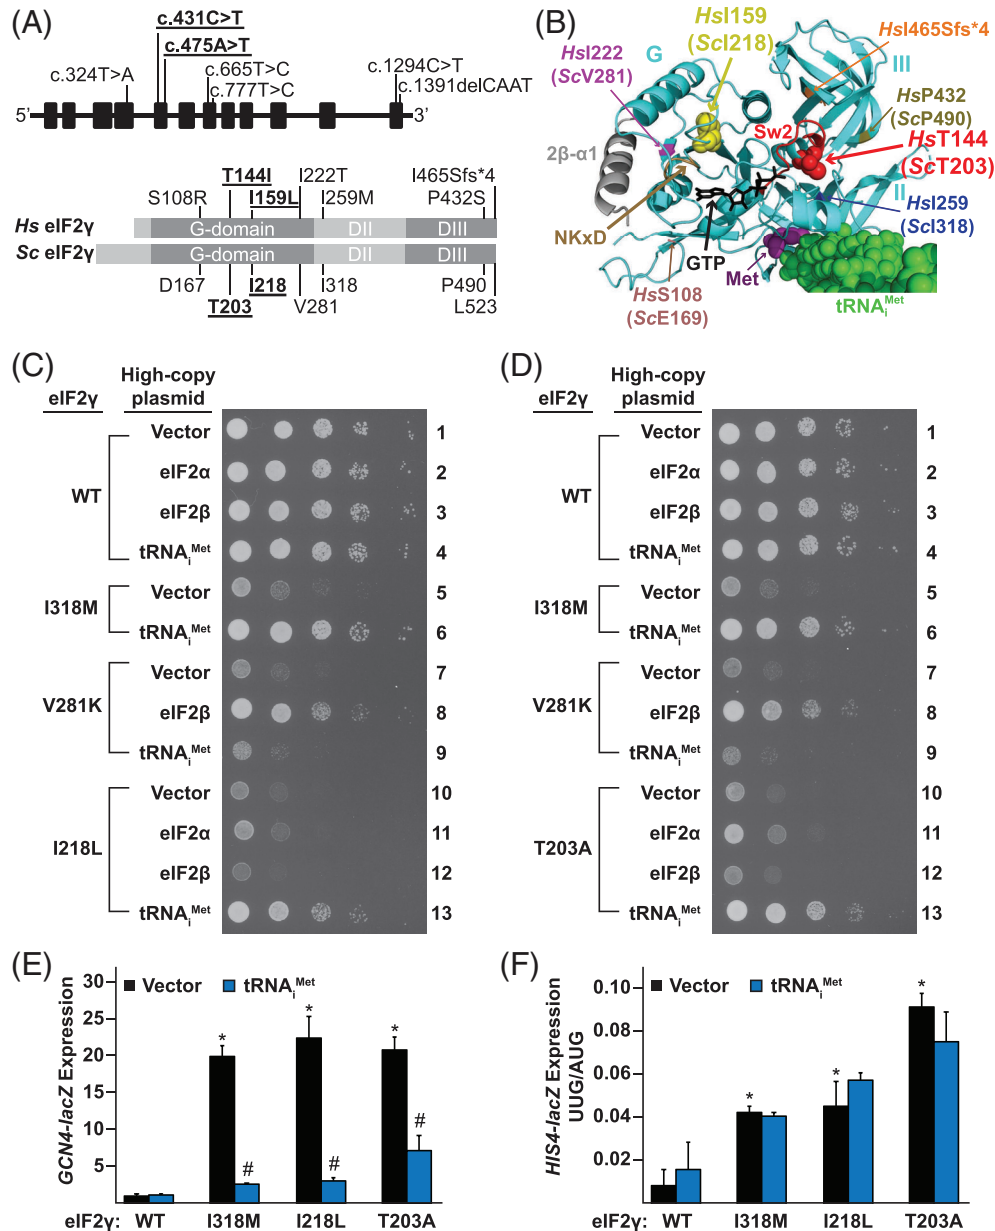 (A)
c.431C>T
c.475A>T
c.324T>A
c.665T>C
c.777T>C
c.1294C>T
c.1391delCAAT
5'
3'
T144I
I222T
I465Sfs*4
S108R
I159L
I259M
P432S
Hs eIF2γ
G-domain
DII
DIII
Sc eIF2γ
G-domain
DII
DIII
D167
I218
I318
P490
T203
V281
L523
(B)
HsI159
(ScI218)
HsI465Sfs*4
HsI222
(ScV281)
G
III
HsP432
(ScP490)
Sw2
HsT144
(ScT203)
2β-α1
II
HsI259
(ScI318)
NKxD
GTP
Met
HsS108
(ScE169)
tRNAiMet
(C)
eIF2γ
High-copy
plasmid
WT
Vector 1
eIF2α 2
eIF2β 3
tRNAiMet 4
I318M
Vector 5
tRNAiMet 6
V281K
Vector 7
eIF2β 8
tRNAiMet 9
I218L
Vector 10
eIF2α 11
eIF2β 12
tRNAiMet 13
(D)
eIF2γ
High-copy
plasmid
WT
Vector 1
eIF2α 2
eIF2β 3
tRNAiMet 4
I318M
Vector 5
tRNAiMet 6
V281K
Vector 7
eIF2β 8
tRNAiMet 9
T203A
Vector 10
eIF2α 11
eIF2β 12
tRNAiMet 13
(E)
GCN4-lacZ Expression
Vector
tRNAiMet
30
25
20
15
10
5
*
*
*
#
#
#
eIF2γ: WT I318M I218L T203A
(F)
HIS4-lacZ Expression
UUG/AUG
Vector
tRNAiMet
0.10
0.08
0.06
0.04
0.02
*
*
*
eIF2γ: WT I318M I218L T203A